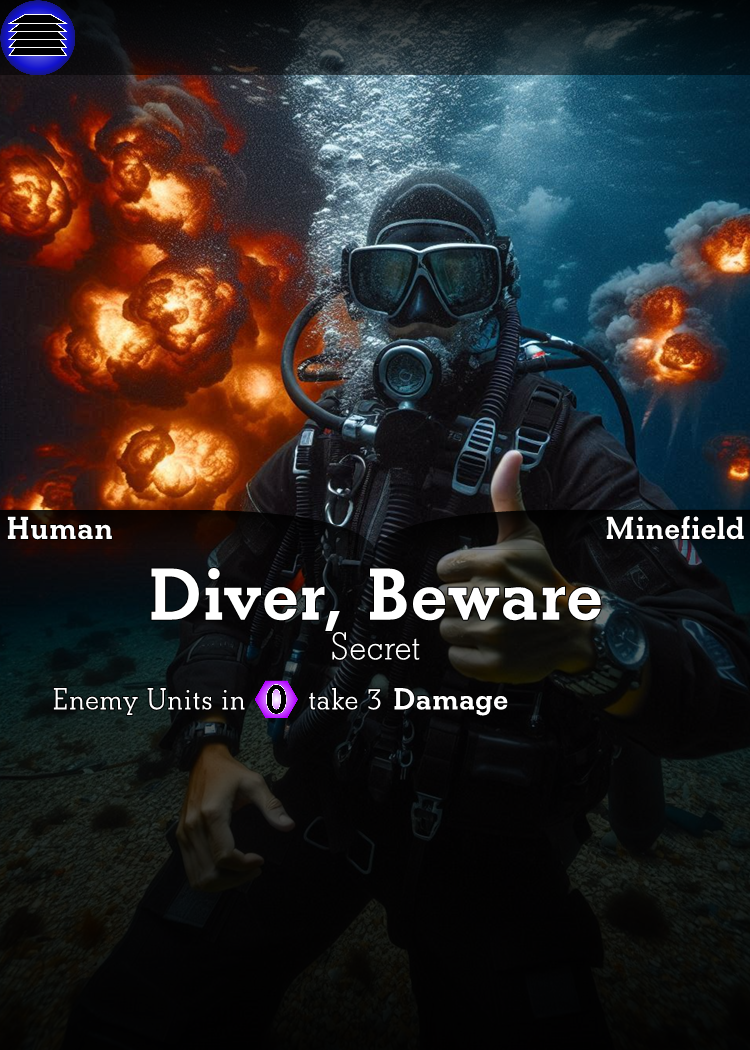 Human
Minefield
Diver, Beware
Secret
Enemy Units in 0 take 3 Damage